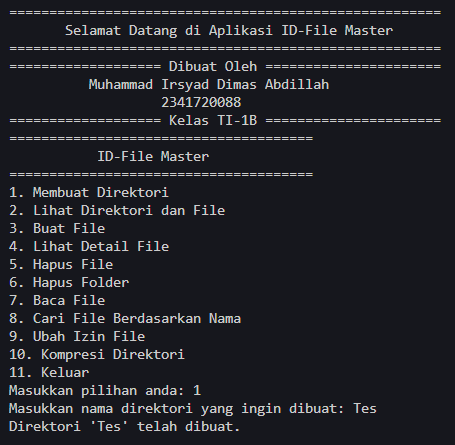 ======================================================
Selamat Datang di Aplikasi ID-File Master
======================================================
=================== Dibuat Oleh ======================
Muhammad Irsyad Dimas Abdillah
2341720088
=================== Kelas TI-1B ======================
======================================
ID-File Master
======================================
1. Membuat Direktori
2. Lihat Direktori dan File
3. Buat File
4. Lihat Detail File
5. Hapus File
6. Hapus Folder
7. Baca File
8. Cari File Berdasarkan Nama
9. Ubah Izin File
10. Kompresi Direktori
11. Keluar
Masukkan pilihan anda: 1
Masukkan nama direktori yang ingin dibuat: Tes
Direktori 'Tes' telah dibuat.